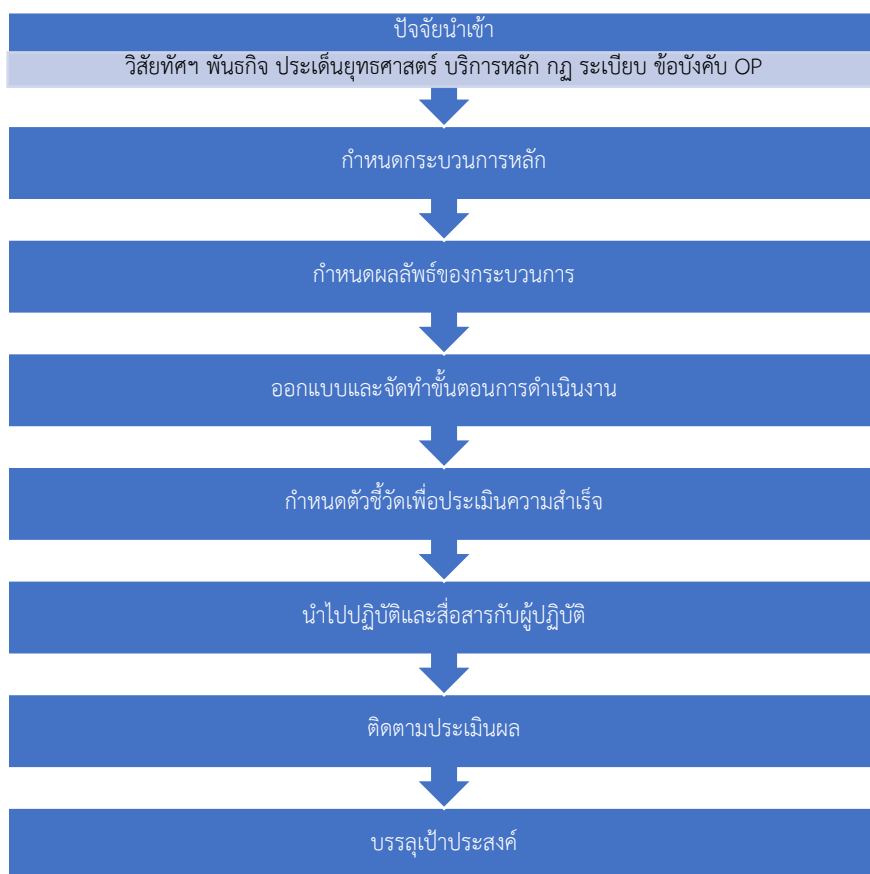 ปัจจัยนำเข้า
วิสัยทัศฯ พันธกิจ ประเด็นยุทธศาสตร์ บริการหลัก กฏ ระเบียบ ข้อบังคับ OP
กำหนดกระบวนการหลัก
กำหนดผลลัพธ์ของกระบวนการ
ออกแบบและจัดทำขั้นตอนการดำเนินงาน
กำหนดตัวชี้วัดเพื่อประเมินความสำเร็จ
นำไปปฏิบัติและสื่อสารกับผู้ปฏิบัติ
ติดตามประเมินผล
บรรลุเป้าประสงค์